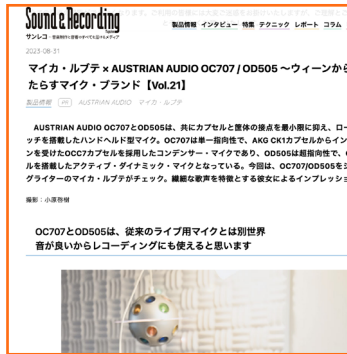 Sound & Recording
製品情報 インタビュー 特集 テクニック レポート コラム
サンレコ
2023-08-31
マイカ・ルブテ × AUSTRIAN AUDIO OC707 / OD505 ～ウィーンから
たらすマイク・ブランド【Vol.21】
製品情報 PR AUSTRIAN AUDIO マイカ・ルブテ
AUSTRIAN AUDIO OC707とOD505は、共にカプセルと筐体の接点を最小限に抑え、ロー
ッチを搭載したハンドヘルド型マイク。OC707は単一指向性で、AKG CK1カプセルからイン
ンを受けたOCC7カプセルを採用したコンデンサー・マイクであり、OD505は超指向性で、
ルを搭載したアクティブ・ダイナミック・マイクとなっている。今回は、OC707/OD505を
グライターのマイカ・ルブテがチェック。繊細な歌声を特徴とする彼女によるインプレッショ
撮影：小原啓樹
OC707とOD505は、従来のライブ用マイクとは別世界
音が良いからレコーディングにも使えると思います